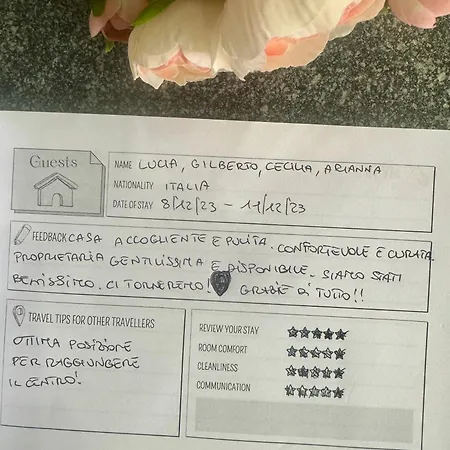 Guests
NAME LUCIA, GILBERTO, CECILIA, ARIANNA
NATIONALITY ITALIA
DATE OF STAY 8/12/23 - 11/12/23
FEEDBACK CASA ACCOGLIENTE E PULITA. CONFORTEVOLE E CURATA
PROPRIETARIA GENTILISSIMA E DISPONIBILE. SIAMO STATI
BENISSIMO. CI TORNEREMO! GRAZIE DI TUTTO!!
TRAVEL TIPS FOR OTHER TRAVELLERS
OTTIMA POSIZIONE
PER RAGGIUNGERE
IL CENTRO!
REVIEW YOUR STAY
ROOM COMFORT
CLEANLINESS
COMMUNICATION